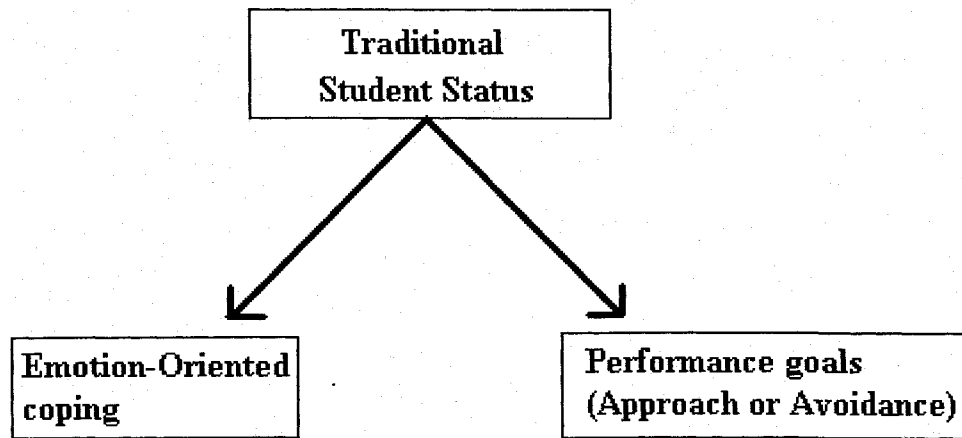 Traditional
Student Status
Emotion-Oriented
coping
Performance goals
(Approach or Avoidance)